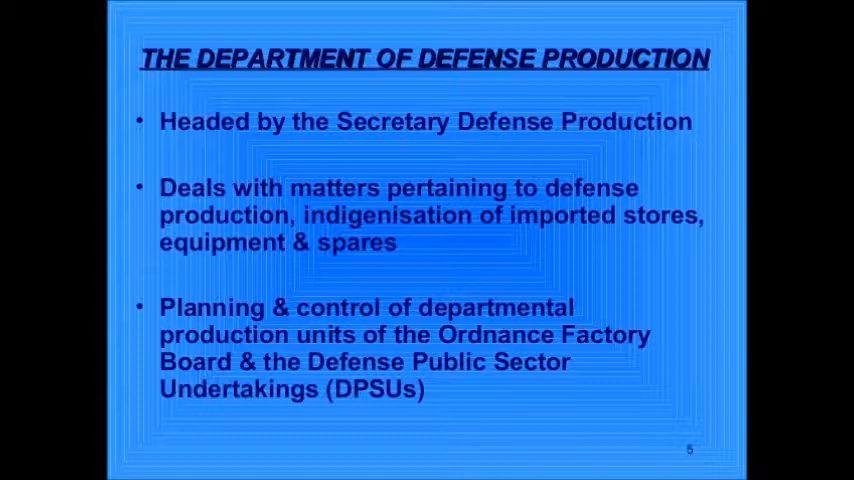 THE DEPARTMENT OF DEFENSE PRODUCTION
• Headed by the Secretary Defense Production
• Deals with matters pertaining to defense
production, indigenisation of imported stores,
equipment & spares
• Planning & control of departmental
production units of the Ordnance Factory
Board & the Defense Public Sector
Undertakings (DPSUs)
5